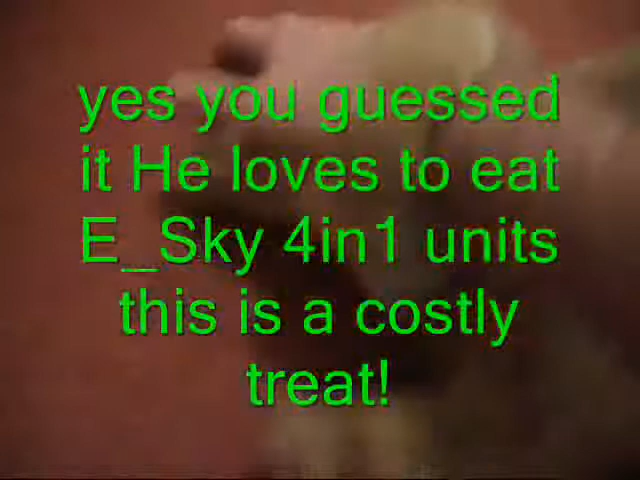 yes you guessed
it He loves to eat
E_Sky 4in1 units
this is a costly
treat!